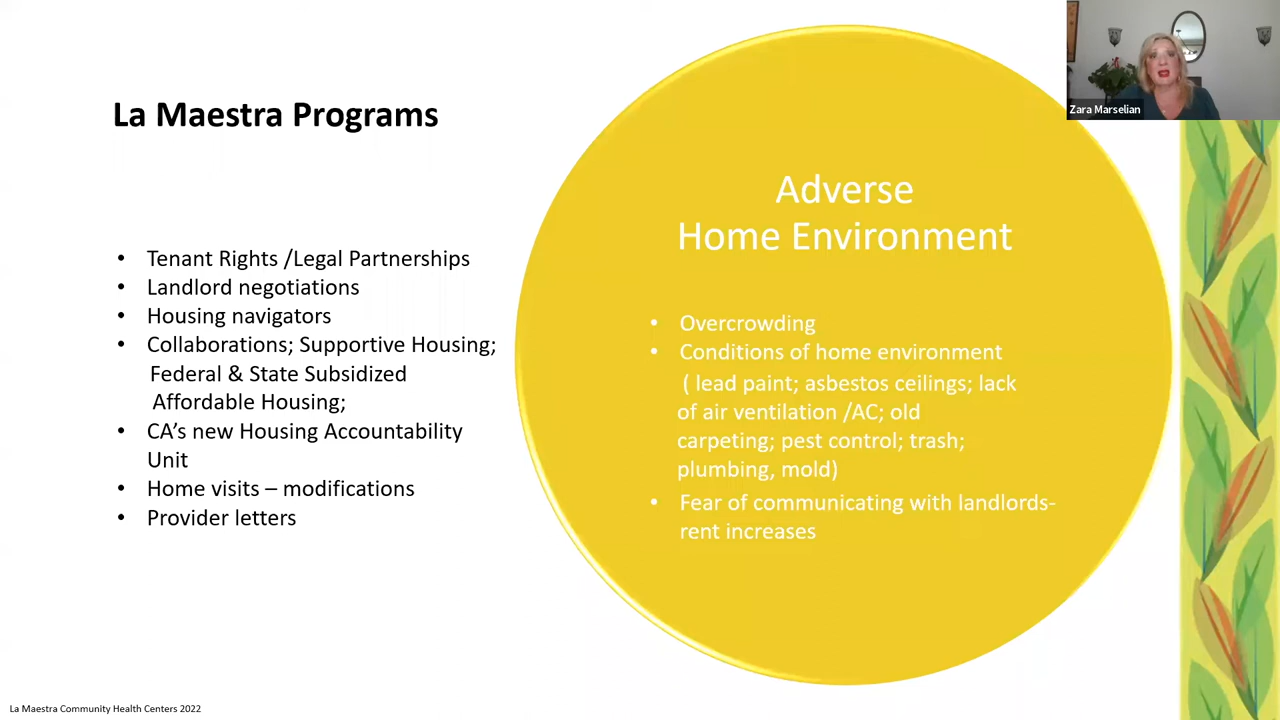 La Maestra Programs
• Tenant Rights /Legal Partnerships
• Landlord negotiations
• Housing navigators
• Collaborations; Supportive Housing;
Federal & State Subsidized
Affordable Housing;
• CA’s new Housing Accountability
Unit
• Home visits – modifications
• Provider letters
Adverse
Home Environment
• Overcrowding
• Conditions of home environment
( lead paint; asbestos ceilings; lack
of air ventilation /AC; old
carpeting; pest control; trash;
plumbing, mold)
• Fear of communicating with landlords-
rent increases
Zara Marselian
La Maestra Community Health Centers 2022